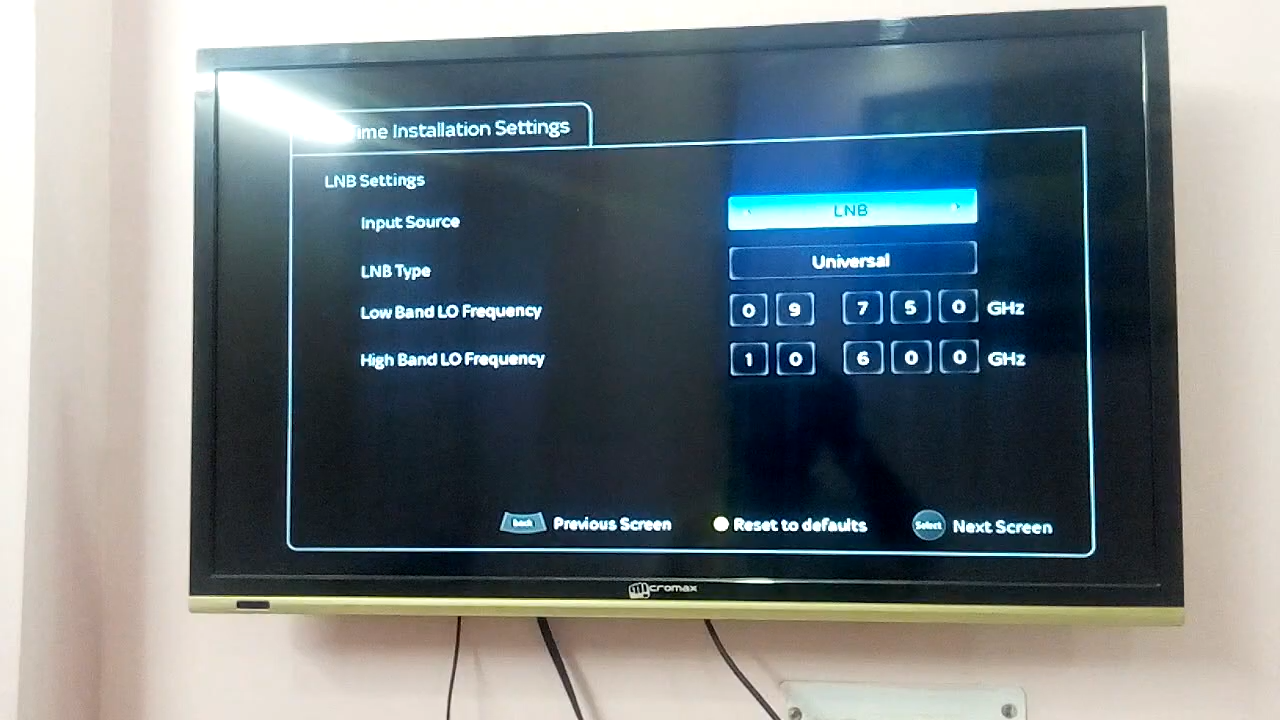 ime Installation Settings
LNB Settings
Input Source LNB
LNB Type Universal
Low Band LO Frequency 0 9 7 5 0 GHz
High Band LO Frequency 1 0 6 0 0 GHz
Back Previous Screen Reset to defaults Select Next Screen
micromax